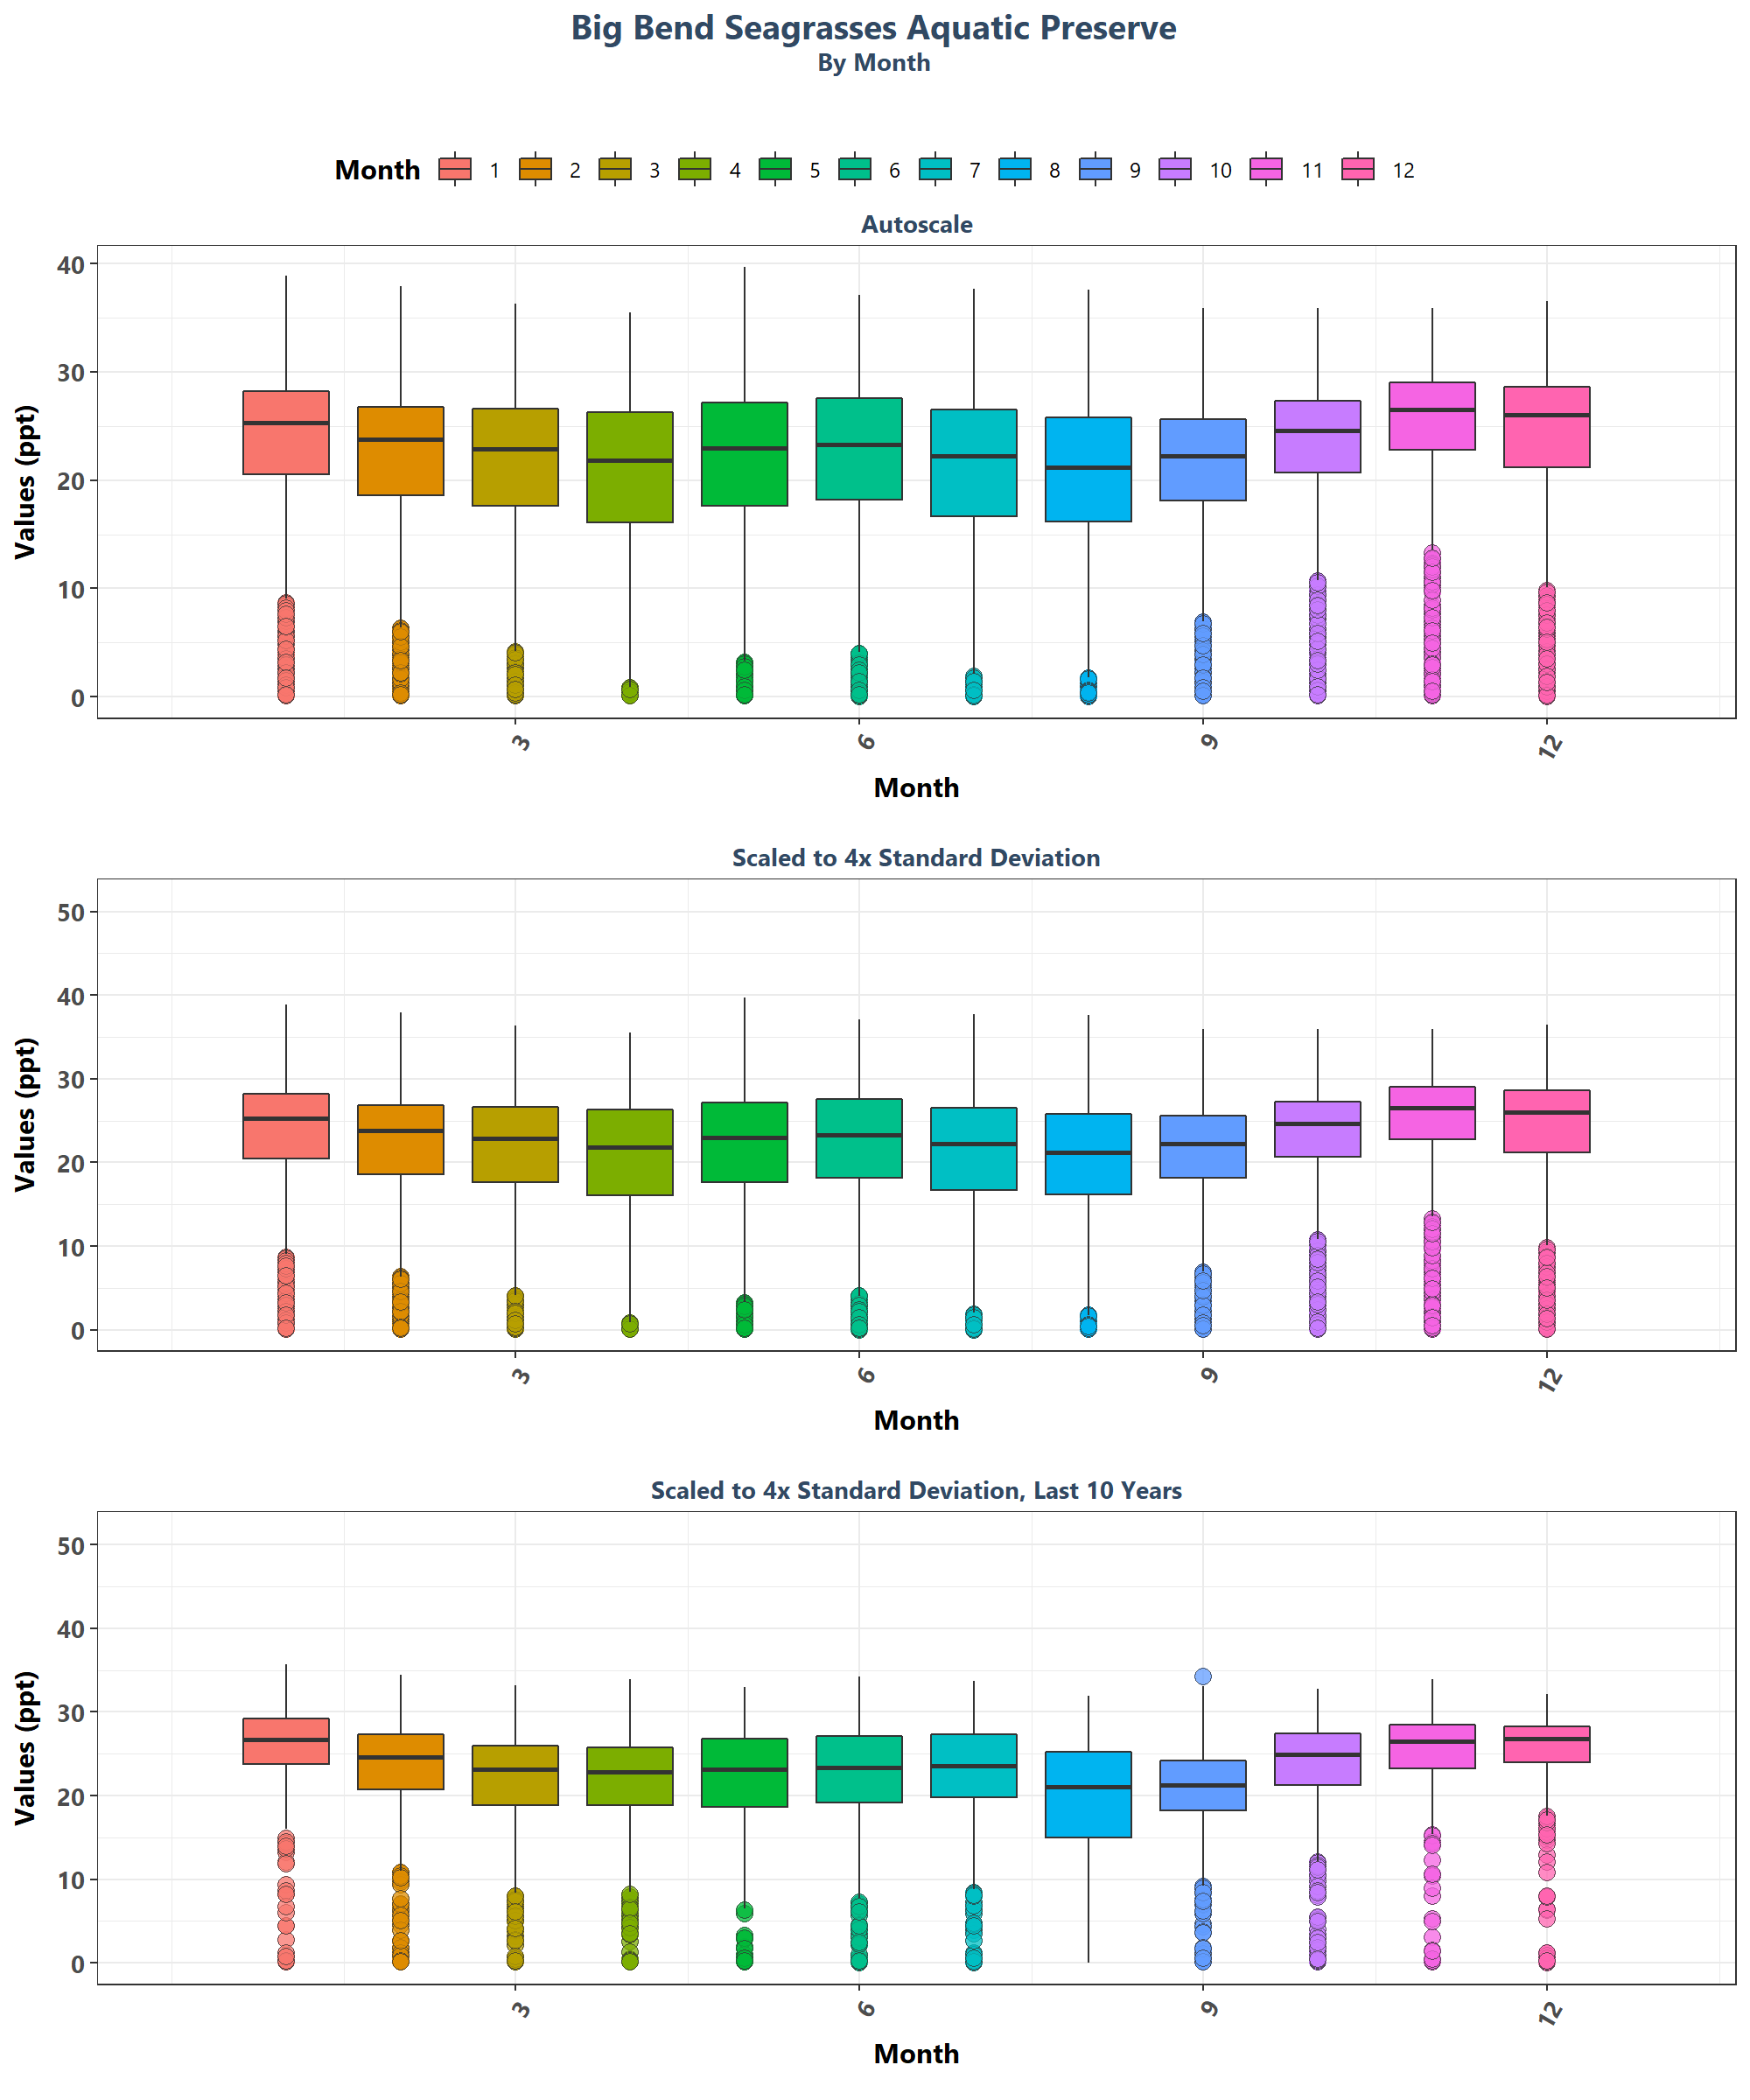 Big Bend Seagrasses Aquatic Preserve
By Month
Month 1 2 3 4 5 6 7 8 9 10 11 12
Autoscale
Values (ppt)
40
30
20
10
0
3 6 9 12
Month
Scaled to 4x Standard Deviation
Values (ppt)
50
40
30
20
10
0
3 6 9 12
Month
Scaled to 4x Standard Deviation, Last 10 Years
Values (ppt)
50
40
30
20
10
0
3 6 9 12
Month